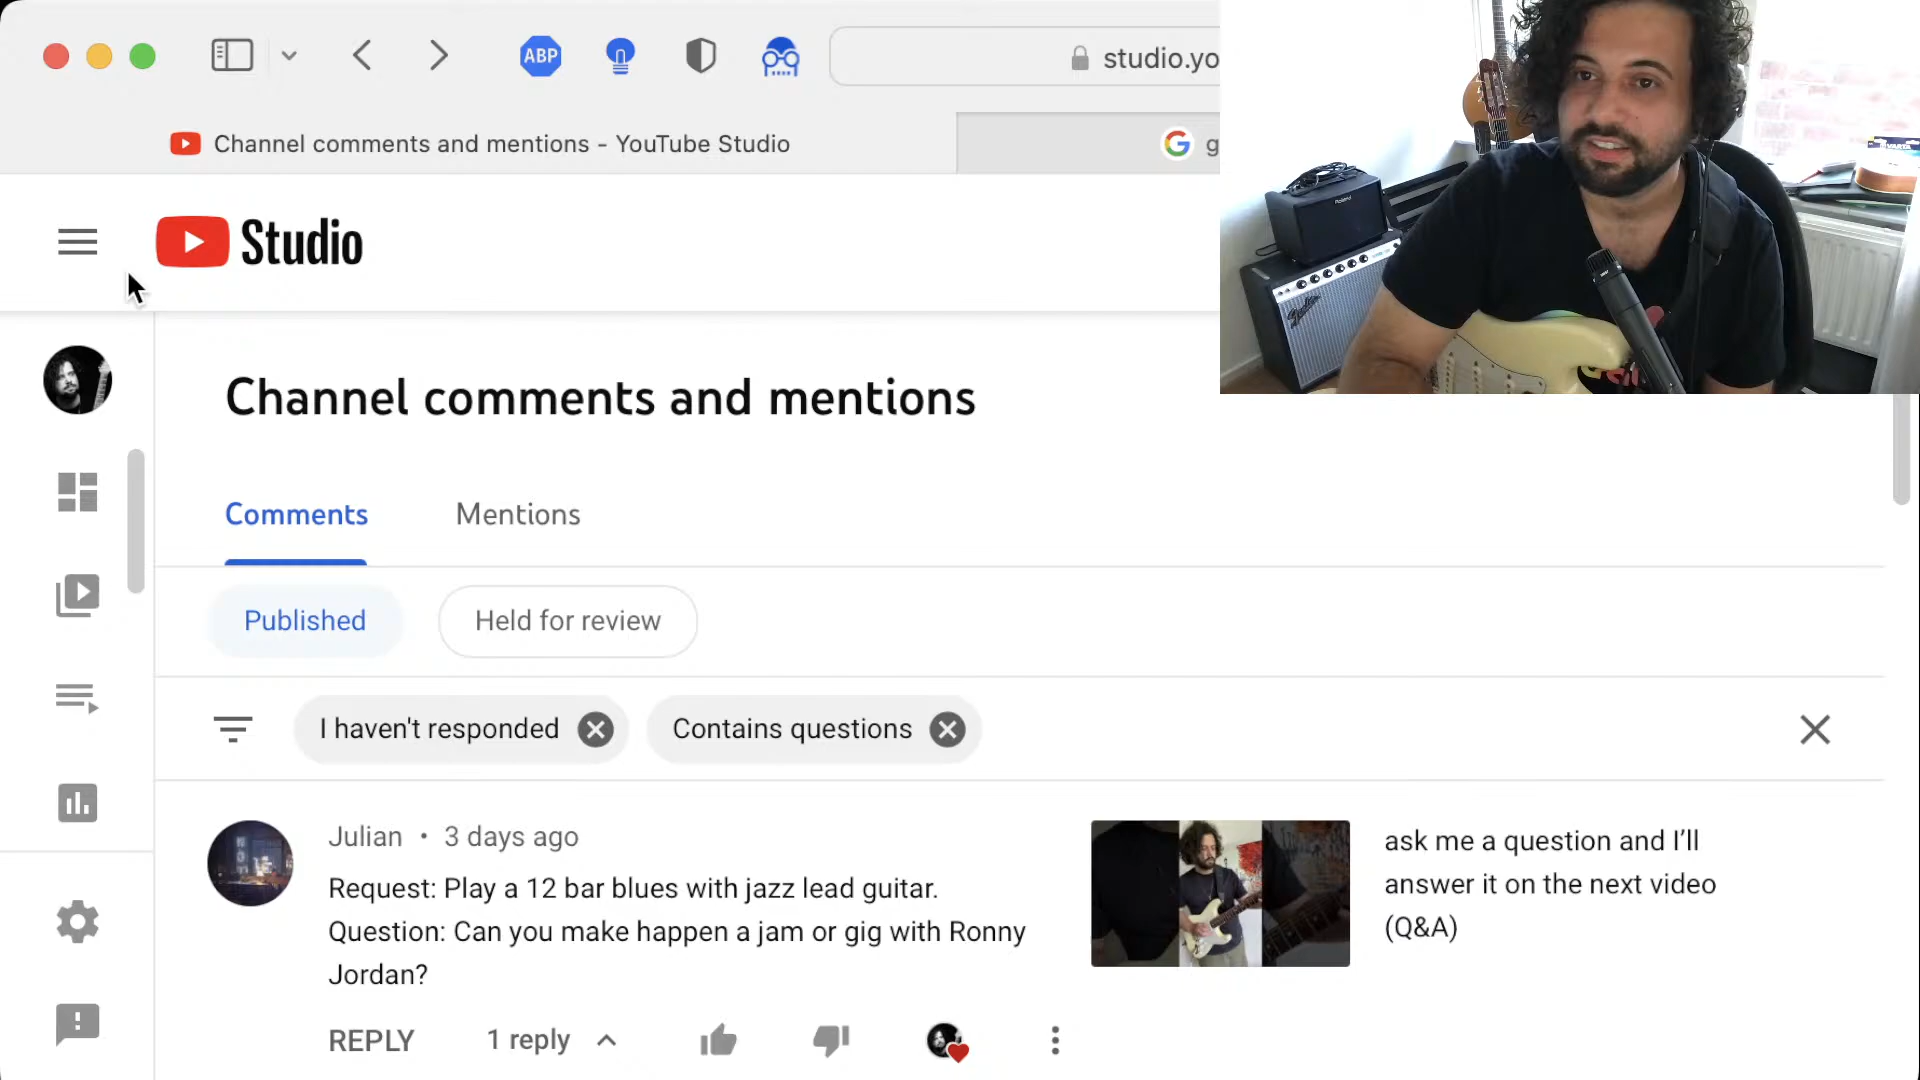 ABP
studio.yo
Channel comments and mentions - YouTube Studio
g
Studio
Channel comments and mentions
Comments
Mentions
Published
Held for review
I haven't responded
Contains questions
Julian • 3 days ago
Request: Play a 12 bar blues with jazz lead guitar.
Question: Can you make happen a jam or gig with Ronny
Jordan?
REPLY
1 reply
ask me a question and I’ll
answer it on the next video
(Q&A)
Roland
Fender
VARTA